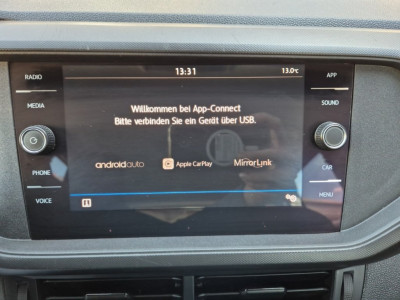 RADIO
MEDIA
PHONE
VOICE
13:31
13.0°C
Willkommen bei App-Connect
Bitte verbinden Sie ein Gerät über USB.
androidauto
Apple CarPlay
MirrorLink
APP
SOUND
CAR
MENU